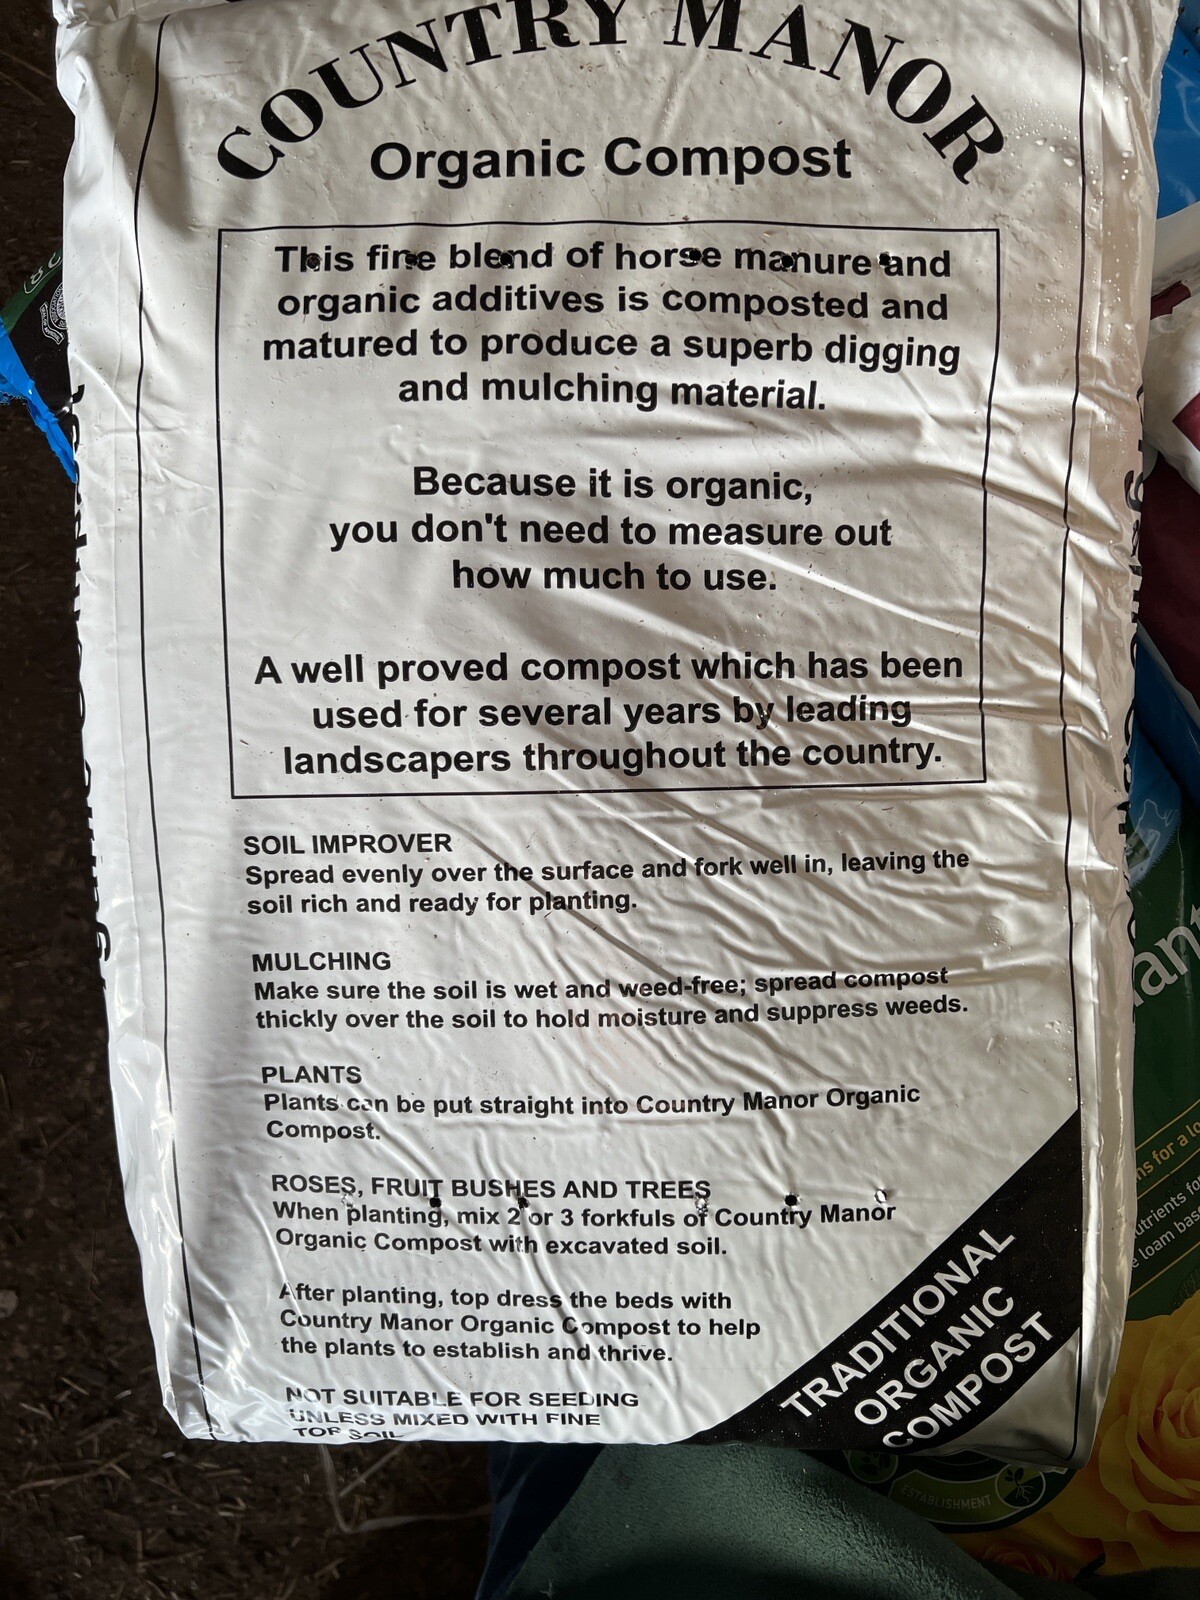 COUNTRY MANOR
Organic Compost
This fine blend of horse manure and
organic additives is composted and
matured to produce a superb digging
and mulching material.
Because it is organic,
you don't need to measure out
how much to use.
A well proved compost which has been
used for several years by leading
landscapers throughout the country.
SOIL IMPROVER
Spread evenly over the surface and fork well in, leaving the
soil rich and ready for planting.
MULCHING
Make sure the soil is wet and weed-free; spread compost
thickly over the soil to hold moisture and suppress weeds.
PLANTS
Plants can be put straight into Country Manor Organic
Compost.
ROSES, FRUIT BUSHES AND TREES
When planting, mix 2 or 3 forkfuls of Country Manor
Organic Compost with excavated soil.
After planting, top dress the beds with
Country Manor Organic Compost to help
the plants to establish and thrive.
NOT SUITABLE FOR SEEDING
UNLESS MIXED WITH FINE
TOP SOIL
TRADITIONAL
ORGANIC
COMPOST
ESTABLISHMENT